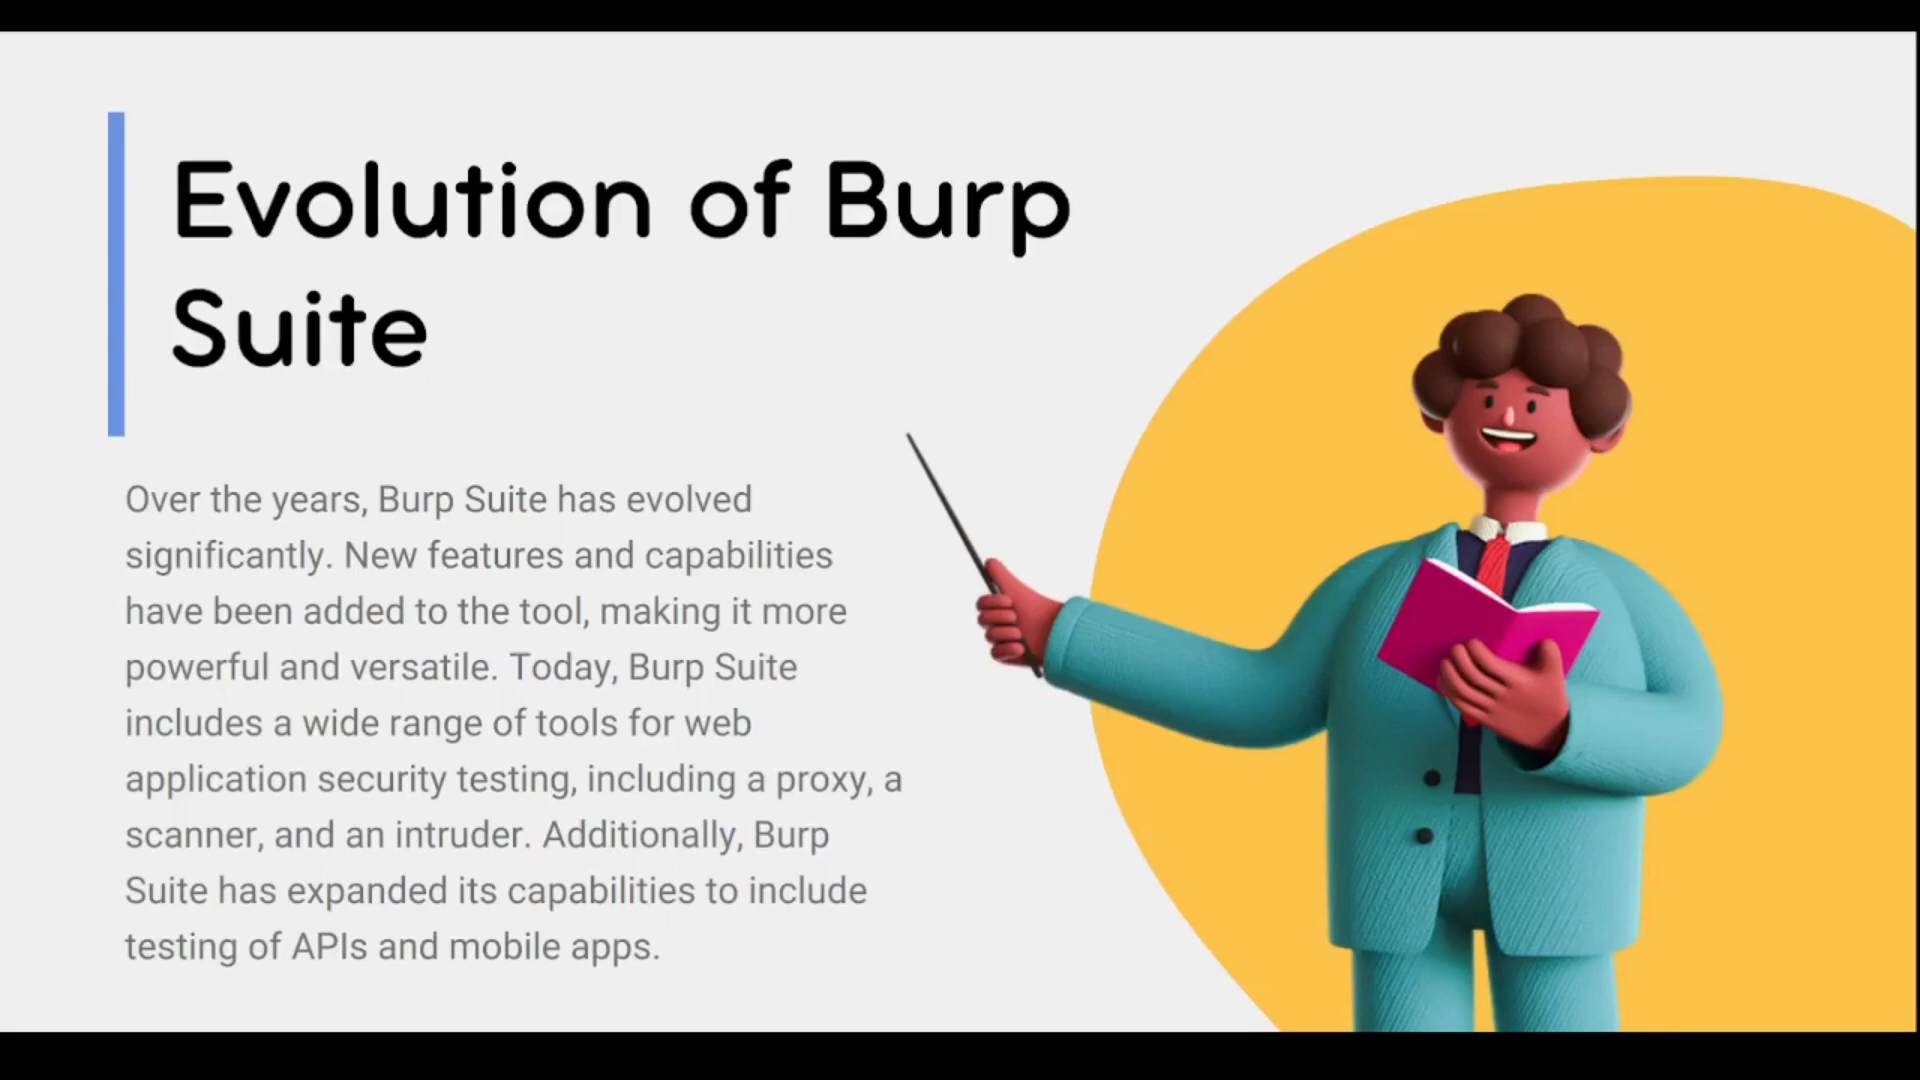 Evolution of Burp
Suite
Over the years, Burp Suite has evolved
significantly. New features and capabilities
have been added to the tool, making it more
powerful and versatile. Today, Burp Suite
includes a wide range of tools for web
application security testing, including a proxy, a
scanner, and an intruder. Additionally, Burp
Suite has expanded its capabilities to include
testing of APIs and mobile apps.